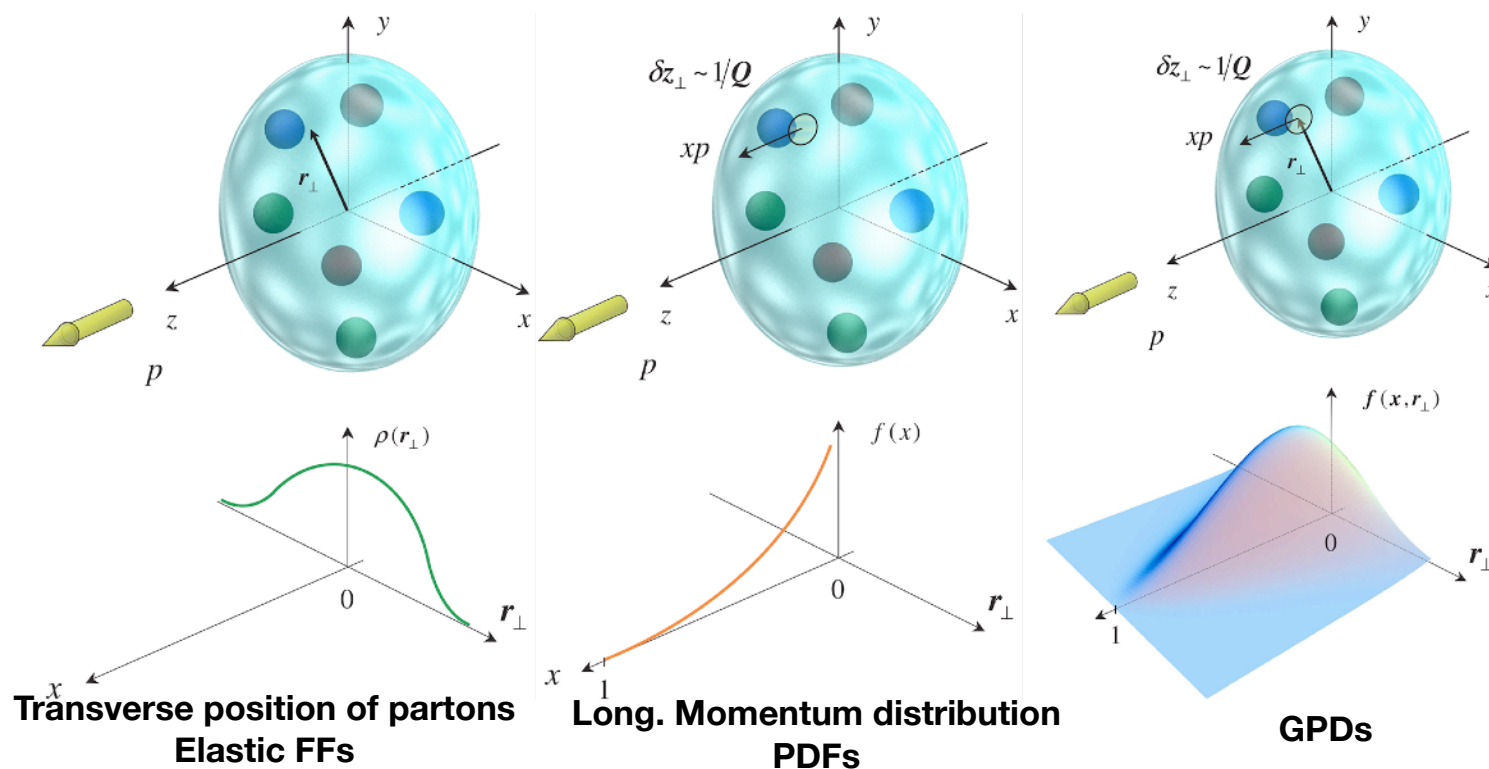 y
r⊥
z
x
p
ρ(r⊥)
0
r⊥
x
Transverse position of partons
Elastic FFs
y
δz⊥ ~ 1/Q
xp
z
x
p
f(x)
0
r⊥
x
1
Long. Momentum distribution
PDFs
y
δz⊥ ~ 1/Q
xp
r⊥
z
p
f(x,r⊥)
0
r⊥
1
GPDs